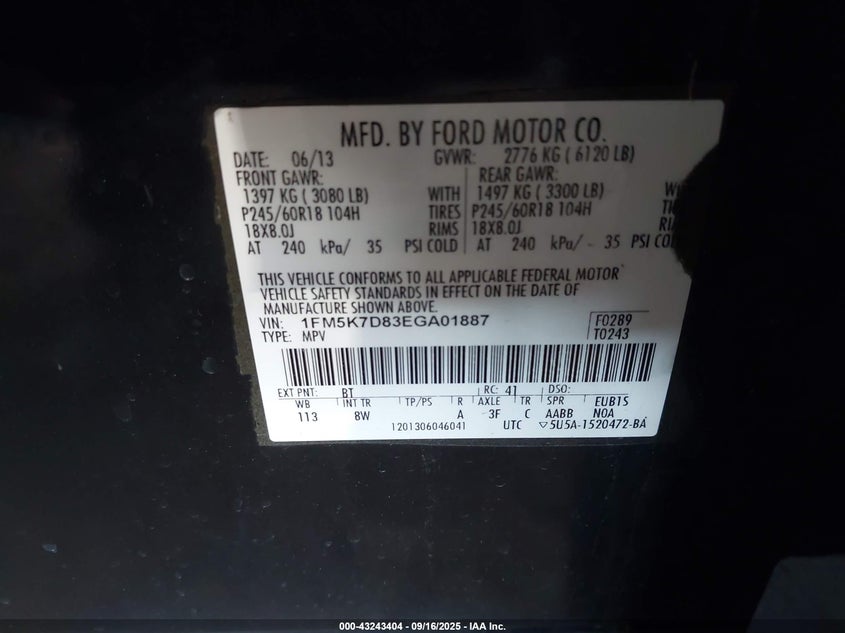 MFD. BY FORD MOTOR CO.
DATE: 06/13 GVWR: 2776 KG ( 6120 LB)
FRONT GAWR: REAR GAWR:
1397 KG ( 3080 LB) WITH 1497 KG ( 3300 LB)
P245/60R18 104H TIRES P245/60R18 104H
18X8.0J RIMS 18X8.0J
AT 240 kPa/ 35 PSI COLD AT 240 kPa/ - 35 PSI
THIS VEHICLE CONFORMS TO ALL APPLICABLE FEDERAL MOTOR
VEHICLE SAFETY STANDARDS IN EFFECT ON THE DATE OF
MANUFACTURE SHOWN ABOVE.
VIN: 1FM5K7D83EGA01887 F0289
TYPE: MPV T0243
EXT PNT: BT RC: 41 DSO:
WB INT TR TP/PS R AXLE TR SPR EUB1S
113 8W A 3F C AABB N0A
1201306046041 UTC ▽5U5A-1520472-BA
000-43243404 - 09/16/2025 - IAA Inc.